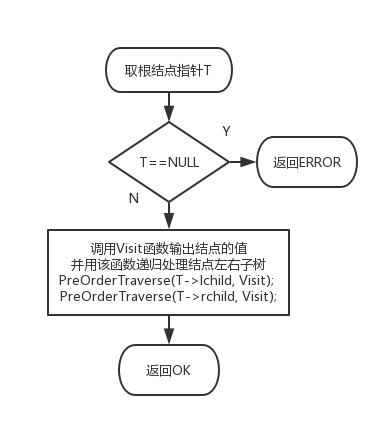 取根结点指针T
Y
T==NULL
返回ERROR
N
调用Visit函数输出结点的值
并用该函数递归处理结点左右子树
PreOrderTraverse(T->lchild, Visit);
PreOrderTraverse(T->rchild, Visit);
返回OK